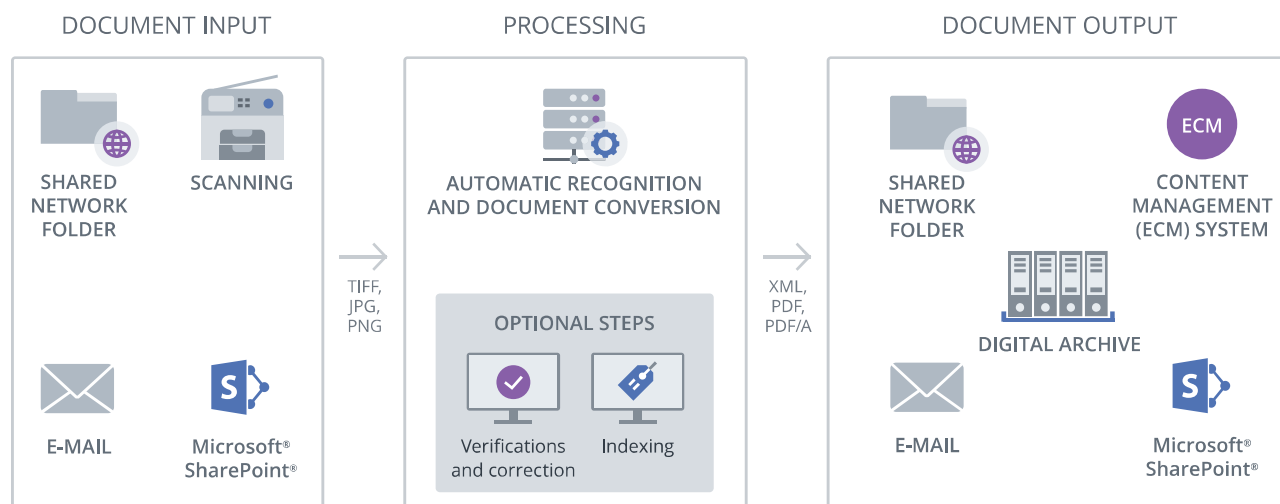 DOCUMENT INPUT
SHARED
NETWORK
FOLDER
SCANNING
E-MAIL
S
Microsoft®
SharePoint®
TIFF,
JPG,
PNG
PROCESSING
AUTOMATIC RECOGNITION
AND DOCUMENT CONVERSION
OPTIONAL STEPS
Verifications
and correction
Indexing
XML,
PDF,
PDF/A
DOCUMENT OUTPUT
SHARED
NETWORK
FOLDER
ECM
CONTENT
MANAGEMENT
(ECM) SYSTEM
DIGITAL ARCHIVE
E-MAIL
S
Microsoft®
SharePoint®